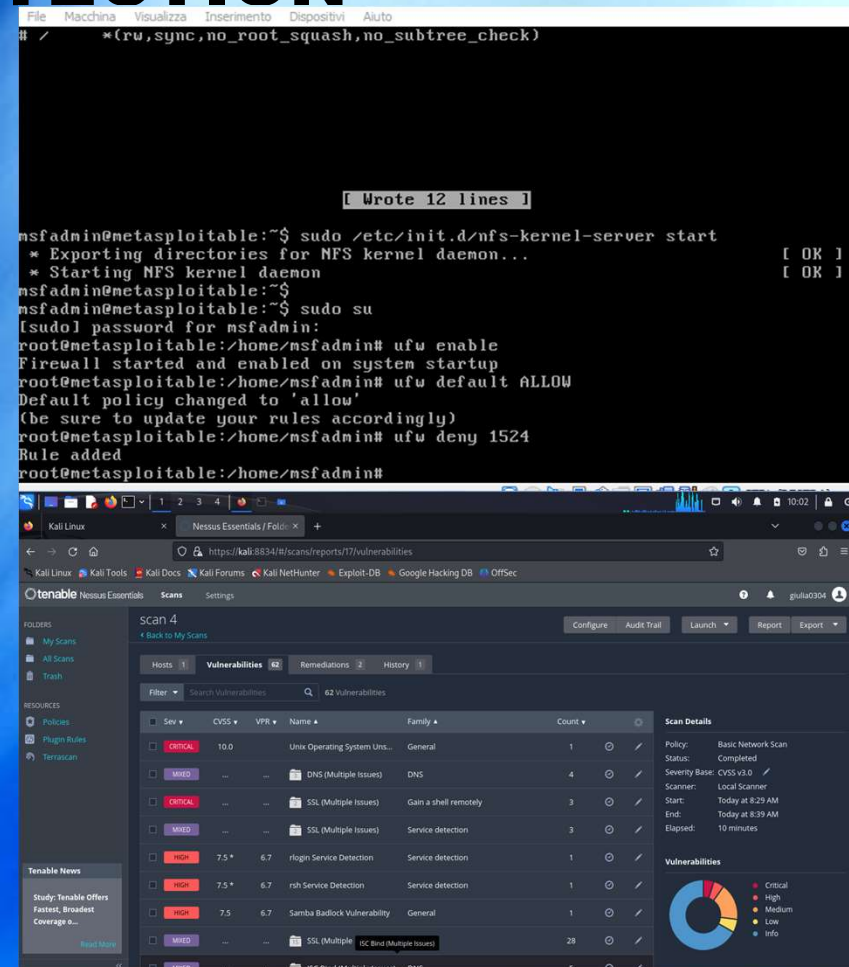 File Macchina Visualizza Inserimento Dispositivi Aiuto
# / *(rw,sync,no_root_squash,no_subtree_check)
[ Wrote 12 lines ]
msfadmin@metasploitable:~$ sudo /etc/init.d/nfs-kernel-server start
* Exporting directories for NFS kernel daemon... [ OK ]
* Starting NFS kernel daemon [ OK ]
msfadmin@metasploitable:~$
msfadmin@metasploitable:~$ sudo su
[sudo] password for msfadmin:
root@metasploitable:/home/msfadmin# ufw enable
Firewall started and enabled on system startup
root@metasploitable:/home/msfadmin# ufw default ALLOW
Default policy changed to 'allow'
(be sure to update your rules accordingly)
root@metasploitable:/home/msfadmin# ufw deny 1524
Rule added
root@metasploitable:/home/msfadmin#
1 2 3 4 10:02
Kali Linux × Nessus Essentials / Folde × +
https://kali:8834/#/scans/reports/17/vulnerabilities
Kali Linux Kali Tools Kali Docs Kali Forums Kali NetHunter Exploit-DB Google Hacking DB OffSec
tenable Nessus Essentials Scans Settings giulia0304
FOLDERS
My Scans
All Scans
Trash
RESOURCES
Policies
Plugin Rules
Terrascan
Tenable News
Study: Tenable Offers
Fastest, Broadest
Coverage o...
Read More
scan 4
Back to My Scans
Configure Audit Trail Launch Report Export
Hosts 1 Vulnerabilities 62 Remediations 2 History 1
Filter Search Vulnerabilities 62 Vulnerabilities
Sev CVSS VPR Name Family Count
CRITICAL 10.0 Unix Operating System Uns... General 1
MIXED ... ... DNS (Multiple Issues) DNS 4
CRITICAL ... ... SSL (Multiple Issues) Gain a shell remotely 3
MIXED ... ... SSL (Multiple Issues) Service detection 3
HIGH 7.5 * 6.7 rlogin Service Detection Service detection 1
HIGH 7.5 * 6.7 rsh Service Detection Service detection 1
HIGH 7.5 6.7 Samba Badlock Vulnerability General 1
MIXED ... ... SSL (Multiple General 28
ISC Bind (Multiple Issues)
Scan Details
Policy: Basic Network Scan
Status: Completed
Severity Base: CVSS v3.0
Scanner: Local Scanner
Start: Today at 8:29 AM
End: Today at 8:39 AM
Elapsed: 10 minutes
Vulnerabilities
Critical
High
Medium
Low
Info